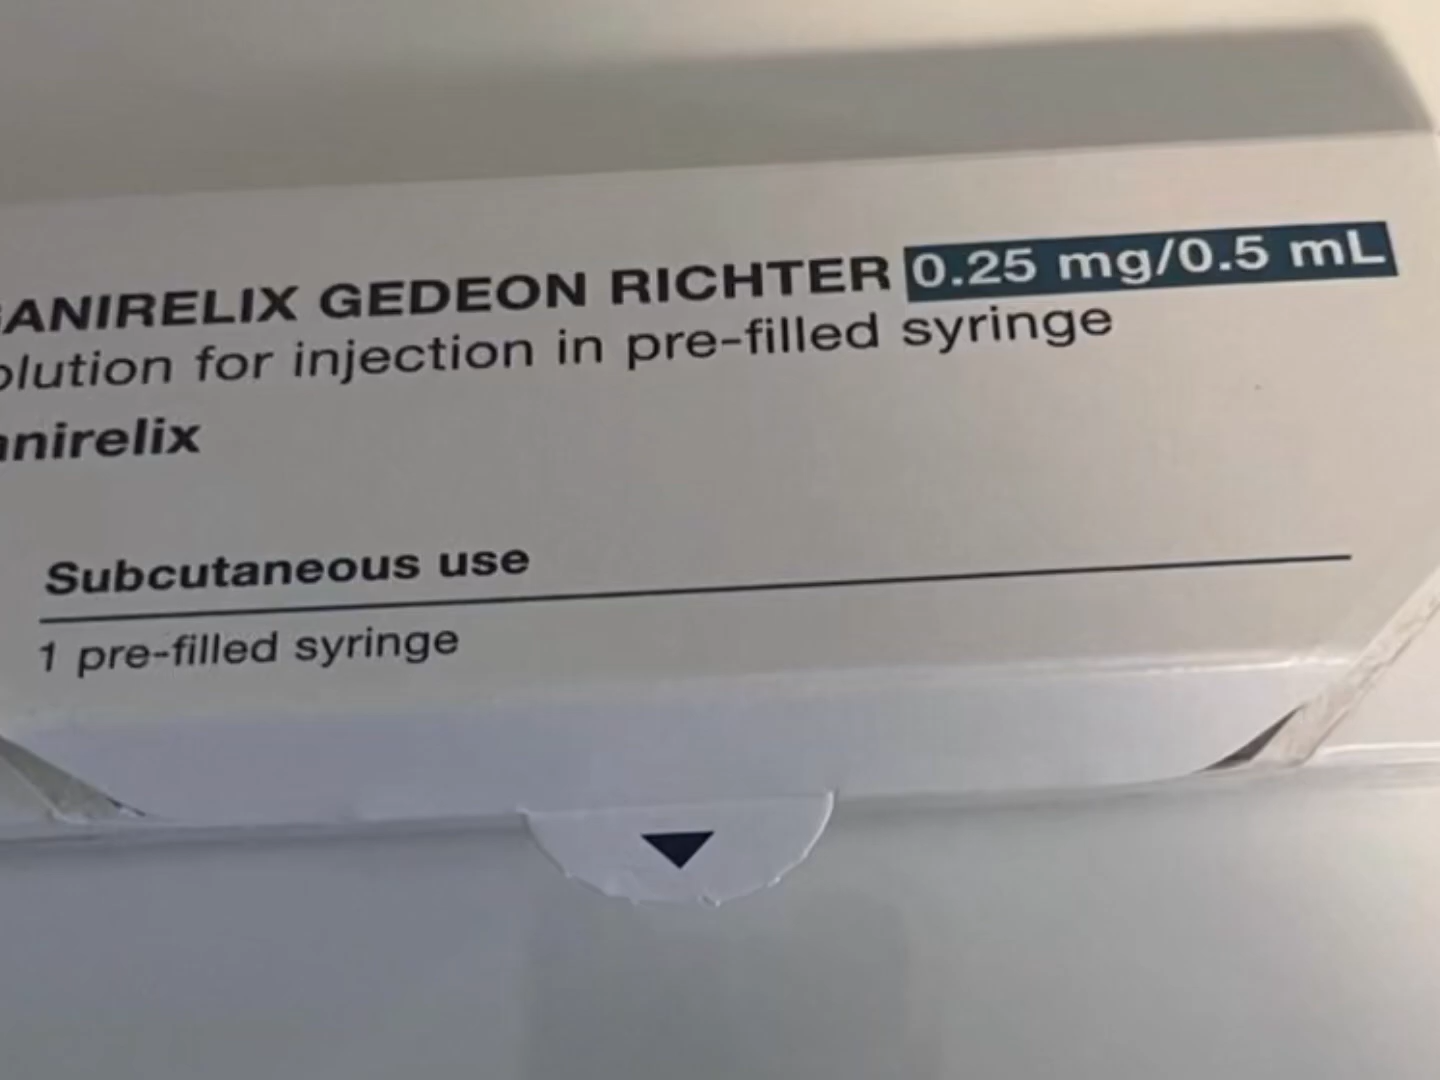 GANIRELIX GEDEON RICHTER 0.25 mg/0.5 mL
olution for injection in pre-filled syringe
anirelix
Subcutaneous use
1 pre-filled syringe